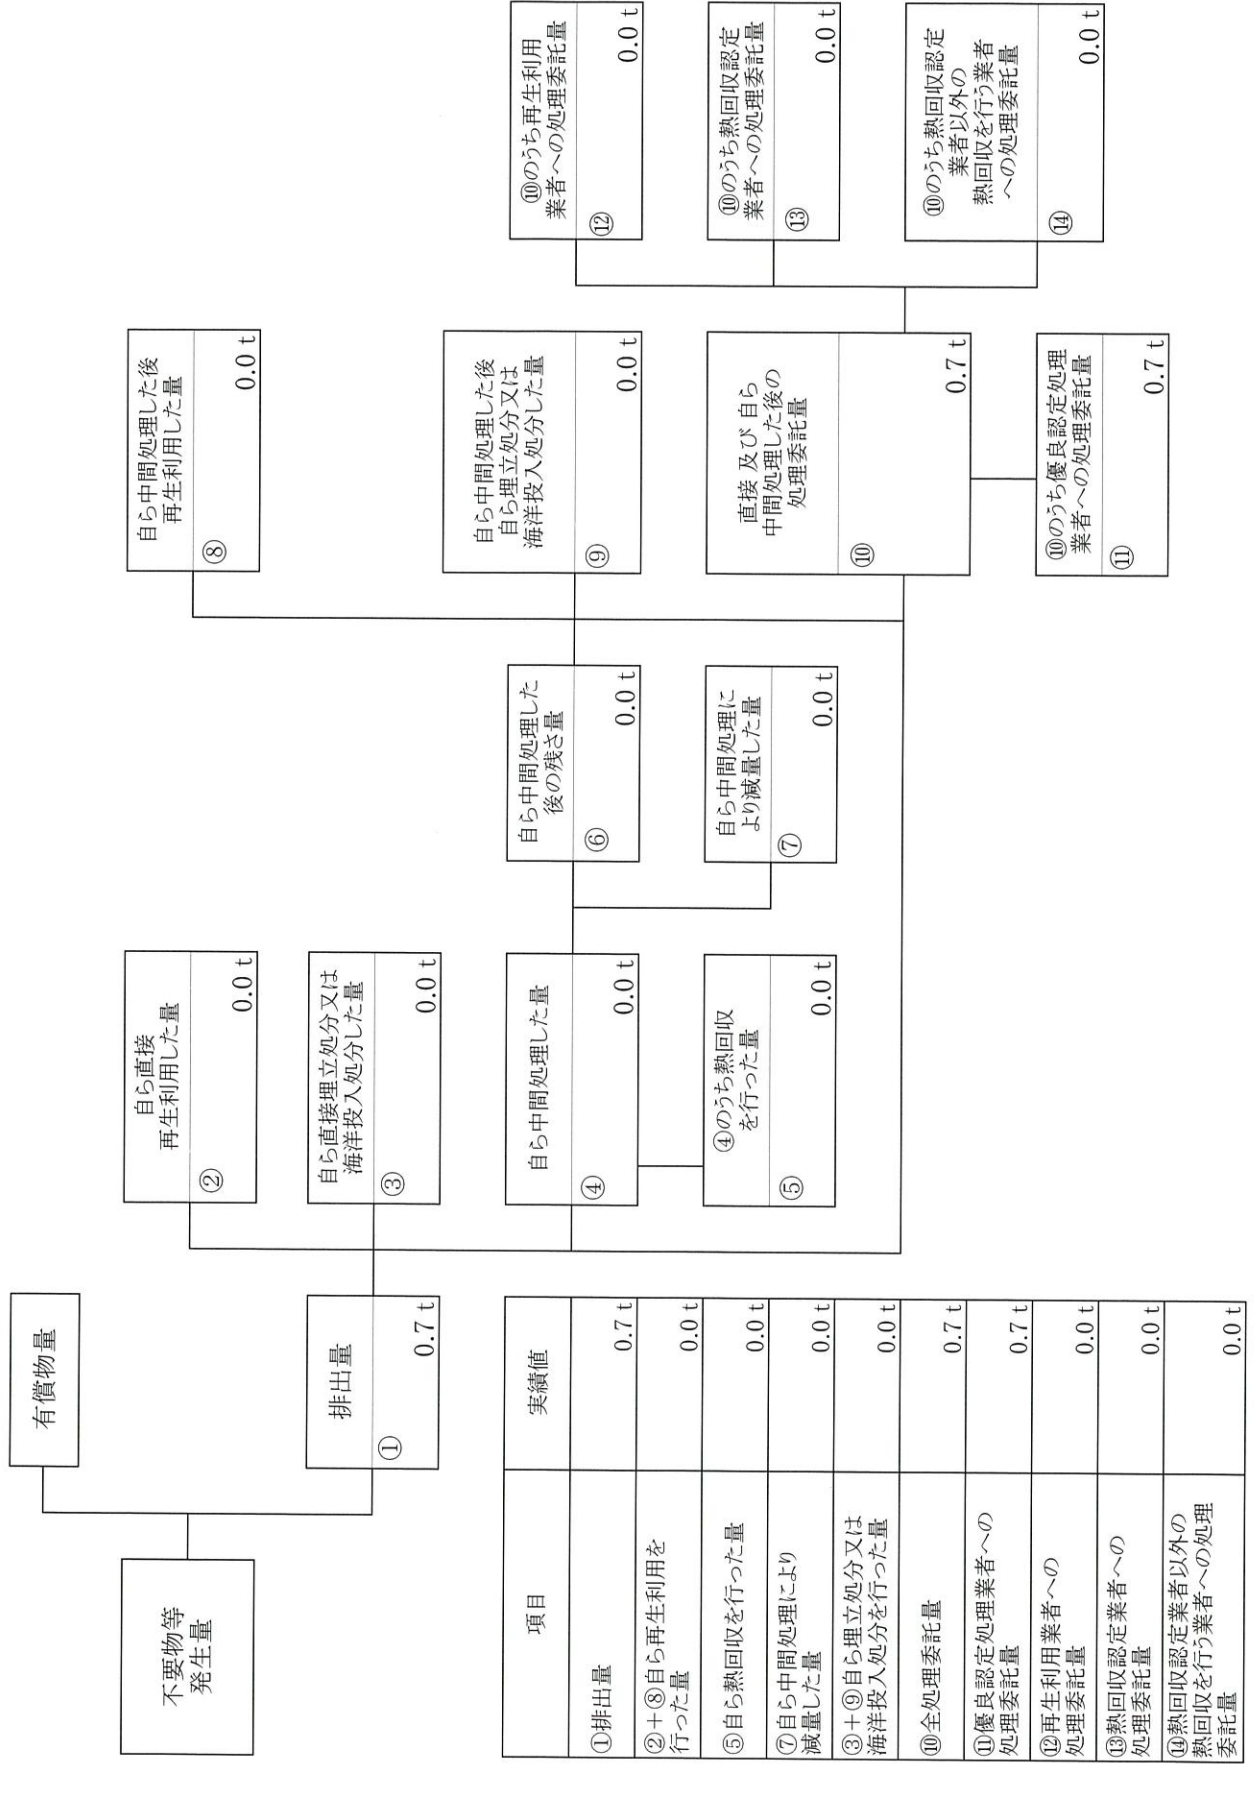 不要物等
発生量
有償物量
排出量
①
0.7 t
自ら直接
再生利用した量
②
0.0 t
自ら直接埋立処分又は
海洋投入処分した量
③
0.0 t
自ら中間処理した量
④
0.0 t
④のうち熱回収
を行った量
⑤
0.0 t
自ら中間処理した
後の残さ量
⑥
0.0 t
自ら中間処理に
より減量した量
⑦
0.0 t
自ら中間処理した後
再生利用した量
⑧
0.0 t
自ら中間処理した後
自ら埋立処分又は
海洋投入処分した量
⑨
0.0 t
直接 及び 自ら
中間処理した後の
処理委託量
⑩
0.7 t
⑩のうち優良認定処理
業者への処理委託量
⑪
0.7 t
⑩のうち再生利用
業者への処理委託量
⑫
0.0 t
⑩のうち熱回収認定
業者への処理委託量
⑬
0.0 t
⑩のうち熱回収認定
業者以外の
熱回収を行う業者
への処理委託量
⑭
0.0 t
項目 実績値
①排出量 0.7 t
②+⑧自ら再生利用を
行った量 0.0 t
⑤自ら熱回収を行った量 0.0 t
⑦自ら中間処理により
減量した量 0.0 t
③+⑨自ら埋立処分又は
海洋投入処分を行った量 0.0 t
⑩全処理委託量 0.7 t
⑪優良認定処理業者への
処理委託量 0.7 t
⑫再生利用業者への
処理委託量 0.0 t
⑬熱回収認定業者への
処理委託量 0.0 t
⑭熱回収認定業者以外の
熱回収を行う業者への処理
委託量 0.0 t